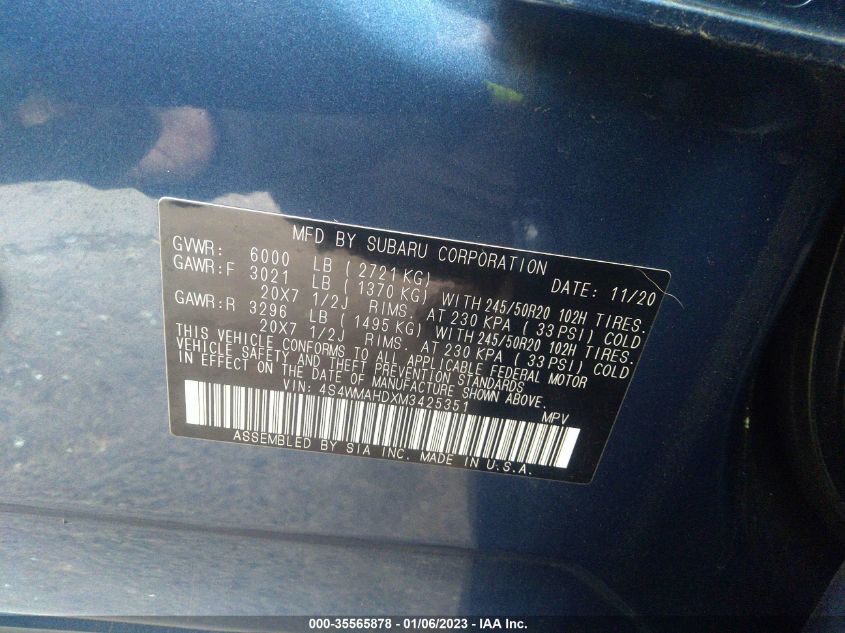 MFD BY SUBARU CORPORATION DATE: 11/20
GVWR: 6000 LB ( 2721 KG)
GAWR:F 3021 LB ( 1370 KG) WITH 245/50R20 102H TIRES.
20X7 1/2J RIMS. AT 230 KPA ( 33 PSI) COLD
GAWR:R 3296 LB ( 1495 KG) WITH 245/50R20 102H TIRES.
20X7 1/2J RIMS. AT 230 KPA ( 33 PSI) COLD.
THIS VEHICLE CONFORMS TO ALL APPLICABLE FEDERAL MOTOR
VEHICLE SAFETY AND THEFT PREVENTION STANDARDS
IN EFFECT ON THE DATE OF MANUFACTURE SHOWN ABOVE.
VIN: 4S4WMAHDXM3425351 MPV
ASSEMBLED BY SIA INC. MADE IN U.S.A.
000-35565878 - 01/06/2023 - IAA Inc.